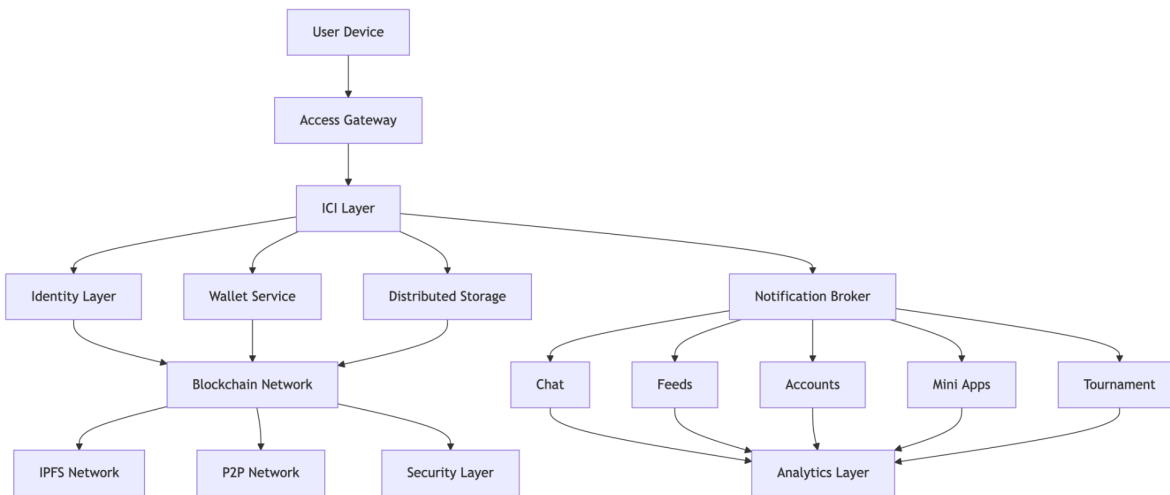 User Device
Access Gateway
ICI Layer
Identity Layer
Wallet Service
Distributed Storage
Notification Broker
Blockchain Network
Chat
Feeds
Accounts
Mini Apps
Tournament
IPFS Network
P2P Network
Security Layer
Analytics Layer